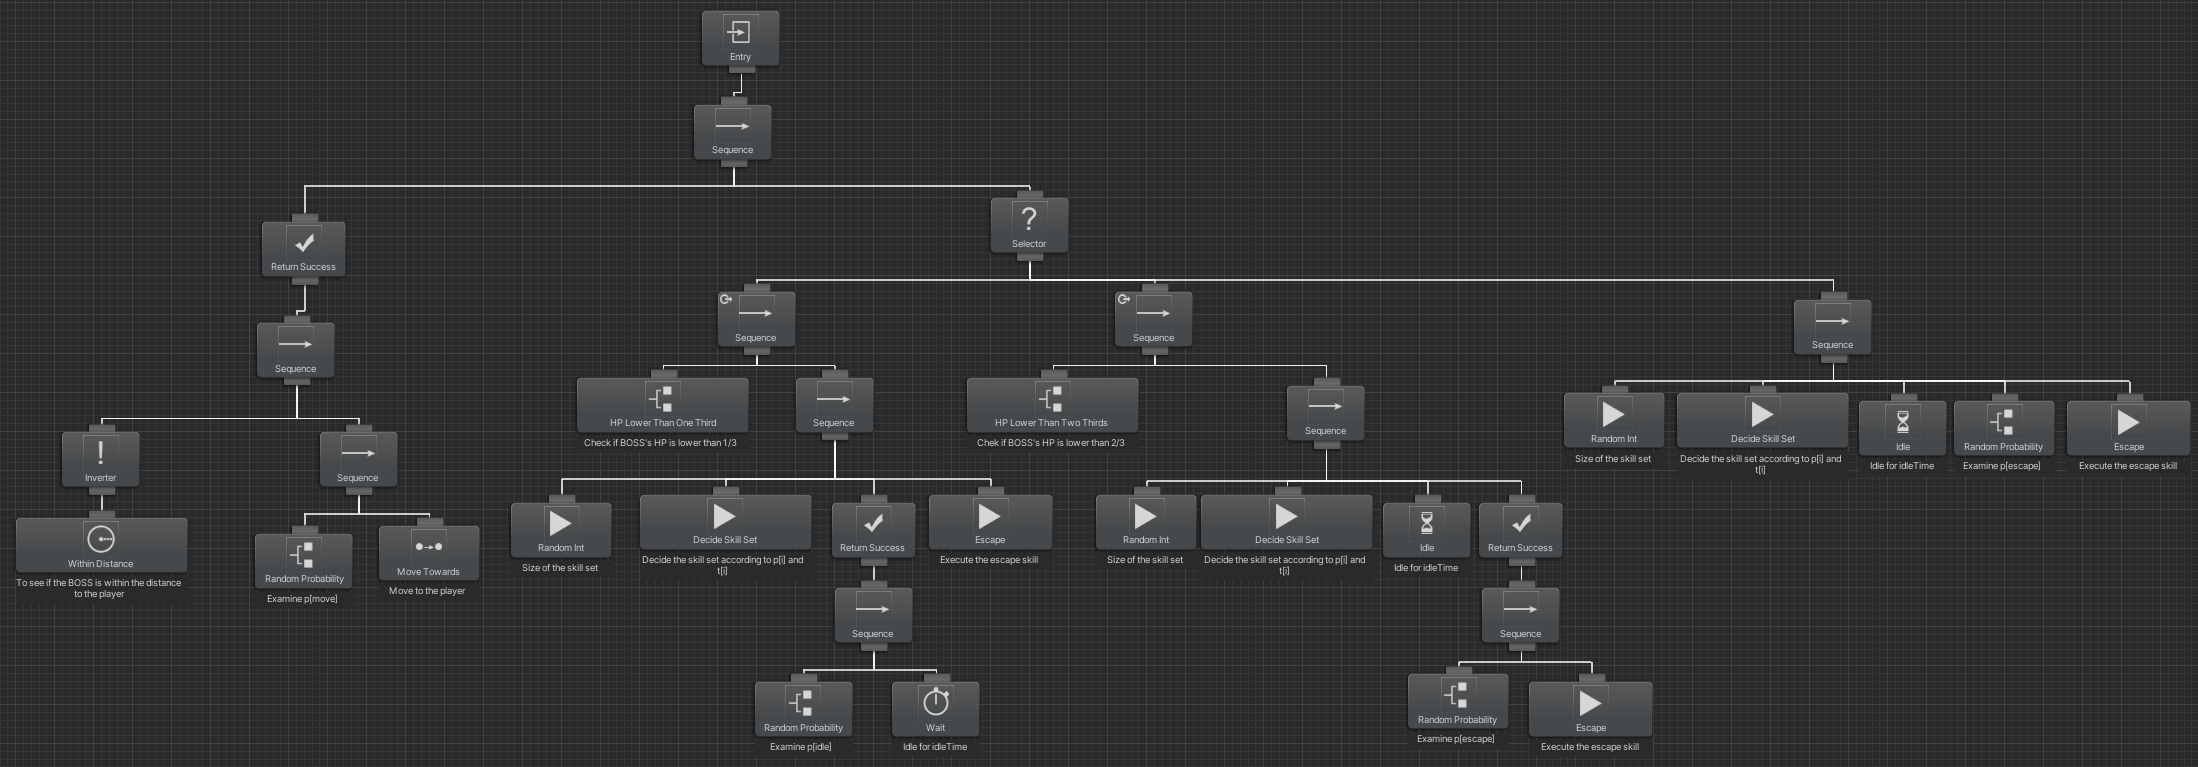 Entry
Sequence
Return Success
Selector
Sequence
Sequence
Sequence
Sequence
Inverter
Sequence
HP Lower Than One Third
Check if BOSS's HP is lower than 1/3
Sequence
HP Lower Than Two Thirds
Chek if BOSS's HP is lower than 2/3
Sequence
Random Int
Size of the skill set
Decide Skill Set
Decide the skill set according to p[i] and
t[i]
Idle
Idle for idleTime
Random Probability
Examine p[escape]
Escape
Execute the escape skill
Within Distance
To see if the BOSS is within the distance
to the player
Random Probability
Examine p[move]
Move Towards
Move to the player
Random Int
Size of the skill set
Decide Skill Set
Decide the skill set according to p[i] and
t[i]
Return Success
Escape
Execute the escape skill
Random Int
Size of the skill set
Decide Skill Set
Decide the skill set according to p[i] and
t[i]
Idle
Idle for idleTime
Return Success
Sequence
Sequence
Random Probability
Examine p[idle]
Wait
Idle for idleTime
Random Probability
Examine p[escape]
Escape
Execute the escape skill